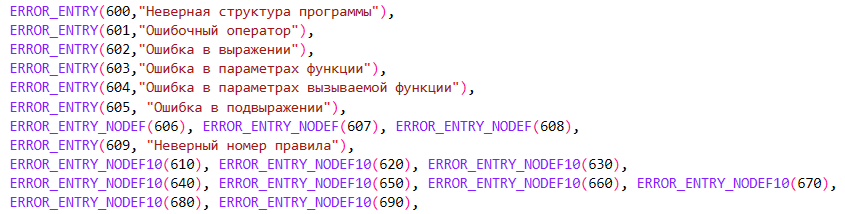 ERROR_ENTRY(600,"Неверная структура программы"),
ERROR_ENTRY(601,"Ошибочный оператор"),
ERROR_ENTRY(602,"Ошибка в выражении"),
ERROR_ENTRY(603,"Ошибка в параметрах функции"),
ERROR_ENTRY(604,"Ошибка в параметрах вызываемой функции"),
ERROR_ENTRY(605, "Ошибка в подвыражении"),
ERROR_ENTRY_NODEF(606), ERROR_ENTRY_NODEF(607), ERROR_ENTRY_NODEF(608),
ERROR_ENTRY(609, "Неверный номер правила"),
ERROR_ENTRY_NODEF10(610), ERROR_ENTRY_NODEF10(620), ERROR_ENTRY_NODEF10(630),
ERROR_ENTRY_NODEF10(640), ERROR_ENTRY_NODEF10(650), ERROR_ENTRY_NODEF10(660), ERROR_ENTRY_NODEF10(670),
ERROR_ENTRY_NODEF10(680), ERROR_ENTRY_NODEF10(690),